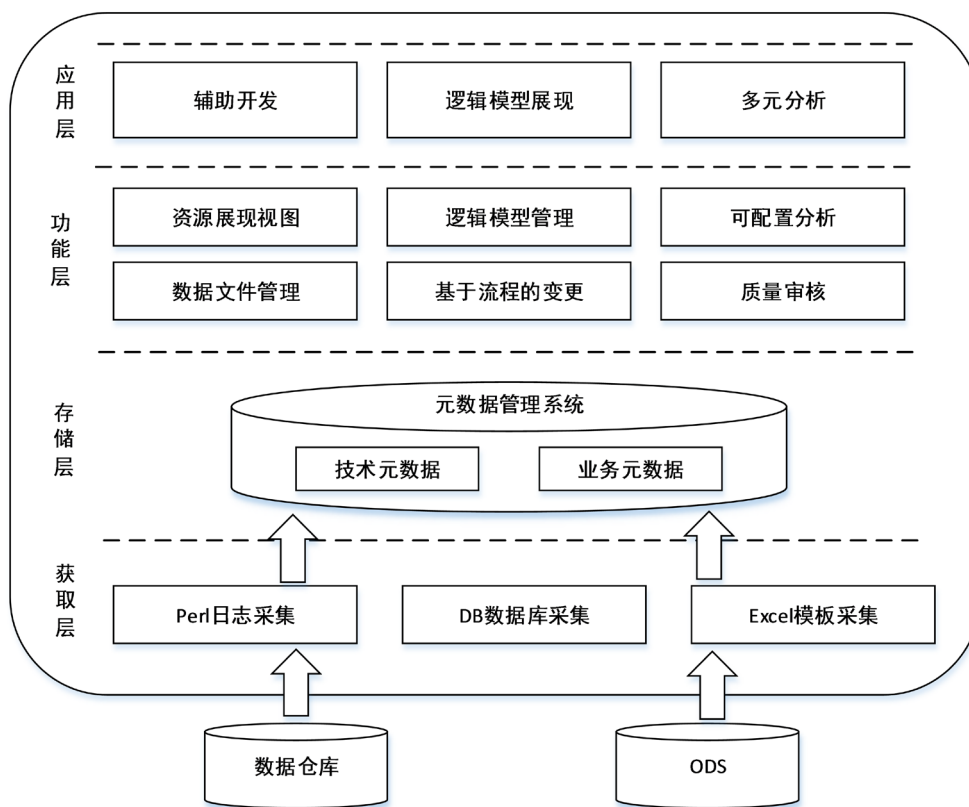 应用层
辅助开发
逻辑模型展现
多元分析
功能层
资源展现视图
逻辑模型管理
可配置分析
数据文件管理
基于流程的变更
质量审核
存储层
元数据管理系统
技术元数据
业务元数据
获取层
Perl日志采集
DB数据库采集
Excel模板采集
数据仓库
ODS